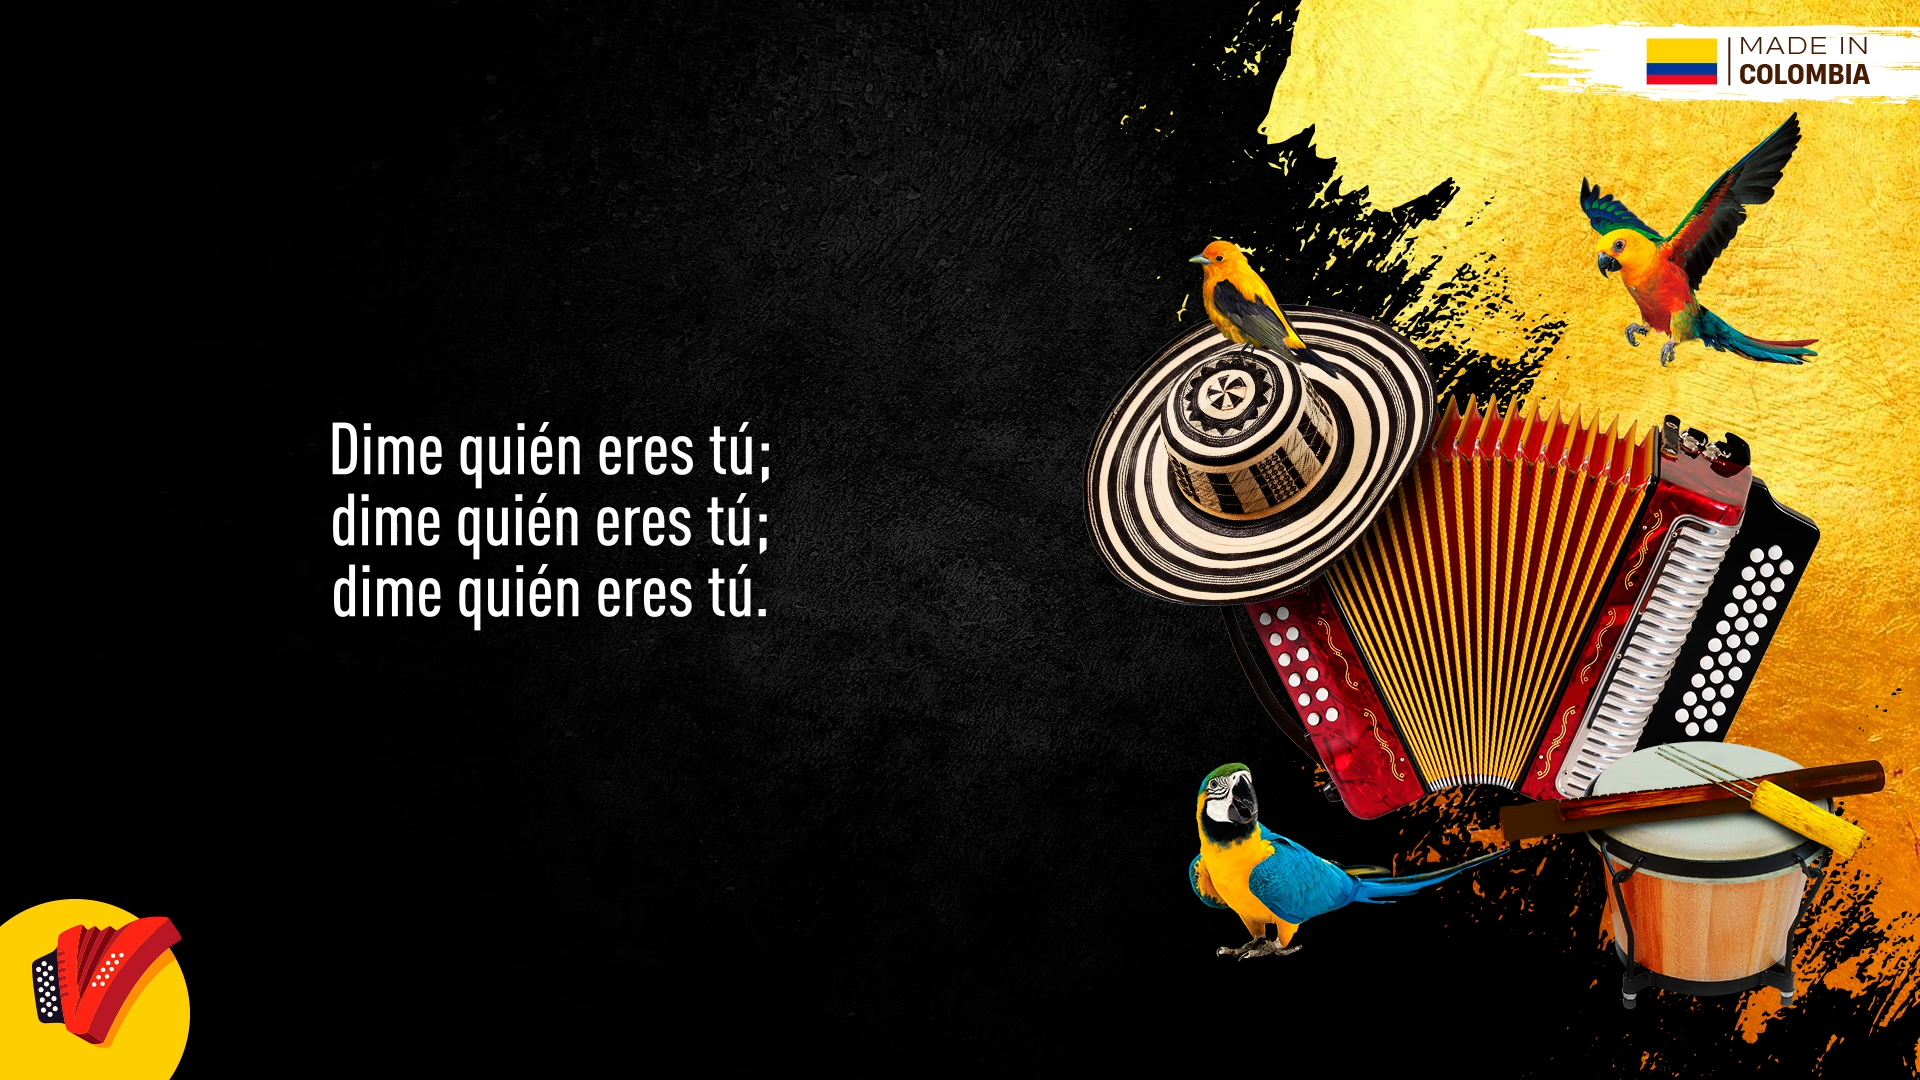 MADE IN
COLOMBIA
Dime quién eres tú;
dime quién eres tú;
dime quién eres tú.